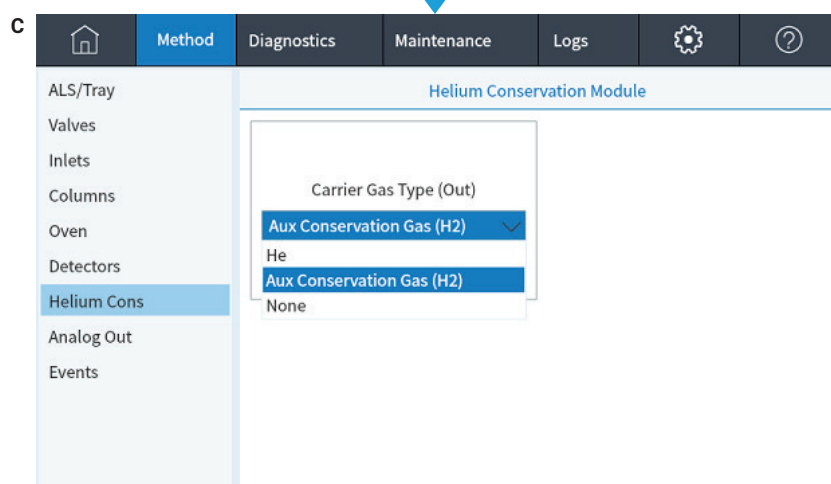 C
Method Diagnostics Maintenance Logs
ALS/Tray
Valves
Inlets
Columns
Oven
Detectors
Helium Cons
Analog Out
Events
Helium Conservation Module
Carrier Gas Type (Out)
Aux Conservation Gas (H2)
He
Aux Conservation Gas (H2)
None